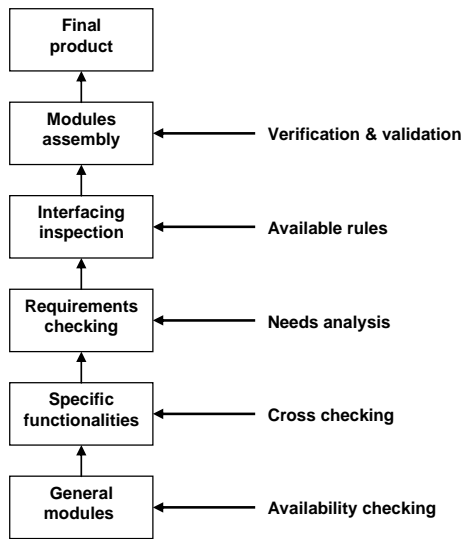 Final
product
Modules
assembly
Verification & validation
Interfacing
inspection
Available rules
Requirements
checking
Needs analysis
Specific
functionalities
Cross checking
General
modules
Availability checking